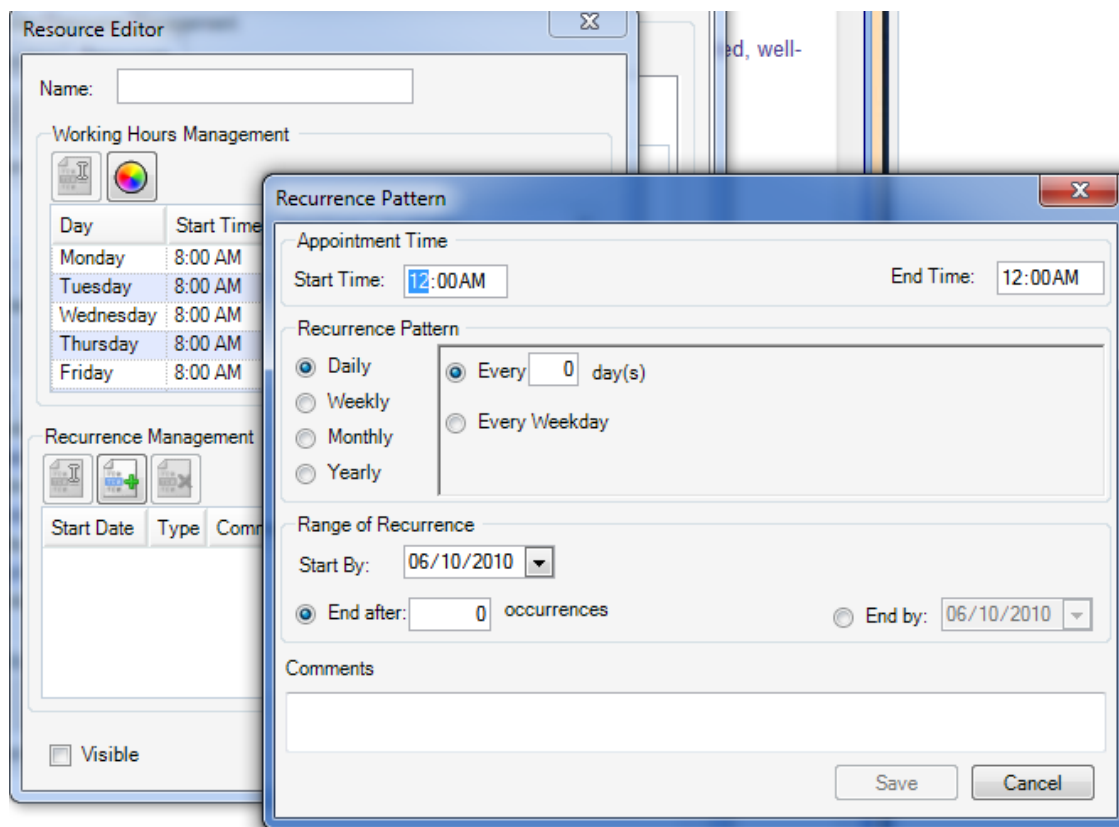 Resource Editor
ed, well-
Name:
Working Hours Management
Day Start Time
Monday 8:00 AM
Tuesday 8:00 AM
Wednesday 8:00 AM
Thursday 8:00 AM
Friday 8:00 AM
Recurrence Management
Start Date Type Comm
Visible
Recurrence Pattern
Appointment Time
Start Time: 12:00AM End Time: 12:00AM
Recurrence Pattern
Daily
Weekly
Monthly
Yearly
Every 0 day(s)
Every Weekday
Range of Recurrence
Start By: 06/10/2010
End after: 0 occurrences End by: 06/10/2010
Comments
Save Cancel